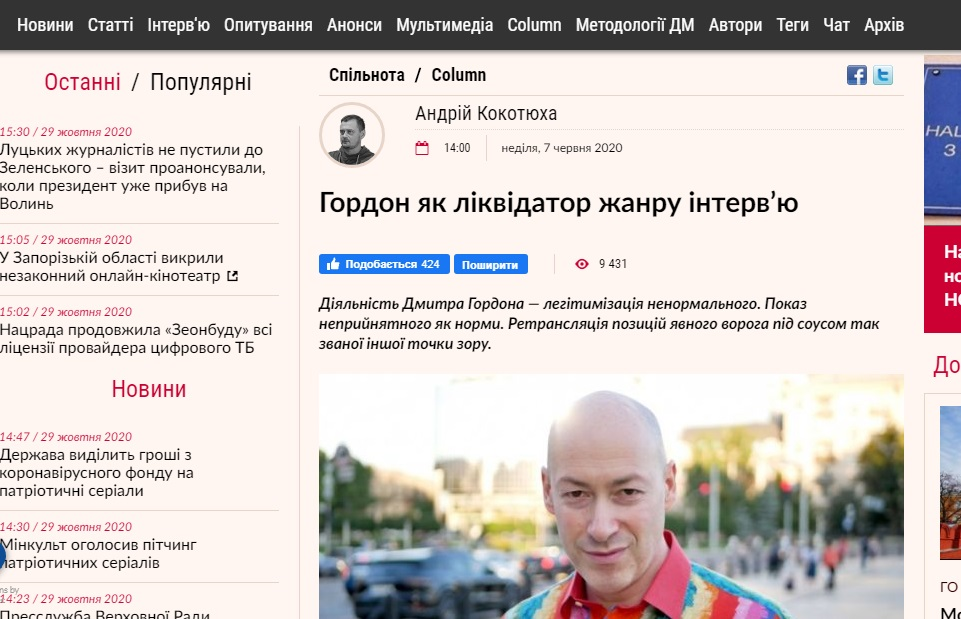 Новини Статті Інтерв'ю Опитування Анонси Мультимедіа Column Методології ДМ Автори Теги Чат Архів
Останні / Популярні
15:30 / 29 жовтня 2020
Луцьких журналістів не пустили до
Зеленського – візит проанонсували,
коли президент уже прибув на
Волинь
15:05 / 29 жовтня 2020
У Запорізькій області викрили
незаконний онлайн-кінотеатр
15:02 / 29 жовтня 2020
Нацрада продовжила «Зеонбуду» всі
ліцензії провайдера цифрового ТБ
Новини
14:47 / 29 жовтня 2020
Держава виділить гроші з
коронавірусного фонду на
патріотичні серіали
14:30 / 29 жовтня 2020
Мінкульт оголосив пітчинг
патріотичних серіалів
14:23 / 29 жовтня 2020
Пресслужба Верховної Ради
Спільнота / Column
Андрій Кокотюха
14:00 неділя, 7 червня 2020
Гордон як ліквідатор жанру інтерв’ю
Подобається 424 Поширити 9 431
Діяльність Дмитра Гордона — легітимізація ненормального. Показ
неприйнятного як норми. Ретрансляція позицій явного ворога під соусом так
званої іншої точки зору.
НАЦ
З
На
но
До
ГО